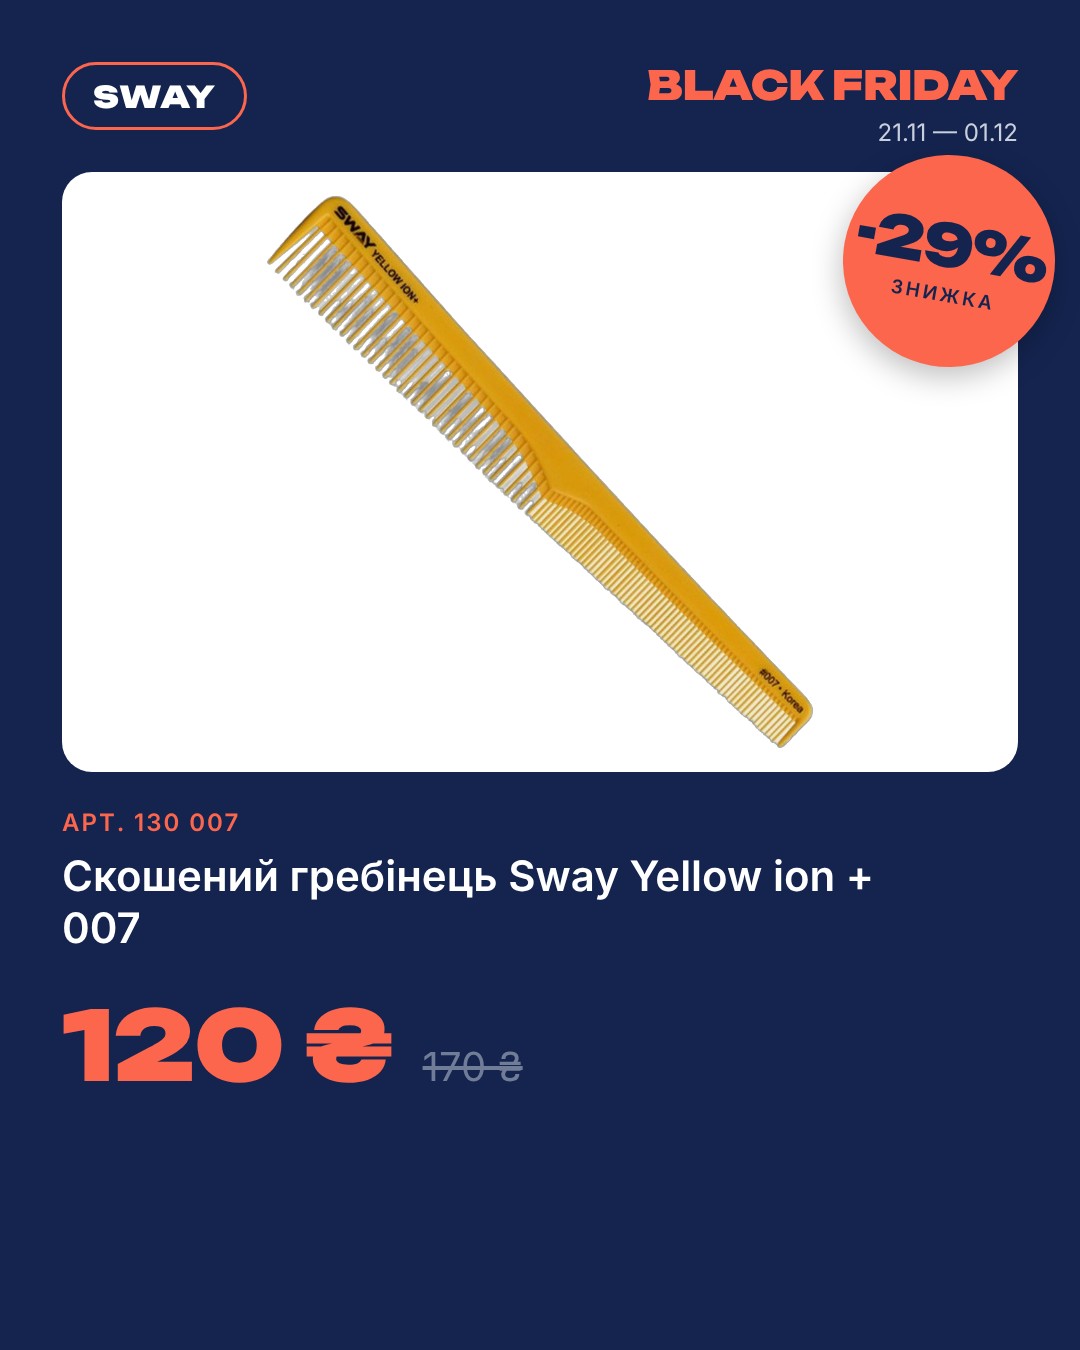 SWAY
BLACK FRIDAY
21.11 — 01.12
-29%
ЗНИЖКА
SWAY YELLOW ION+
#007 • Korea
АРТ. 130 007
Скошений гребінець Sway Yellow ion +
007
120 ₴ 170 ₴